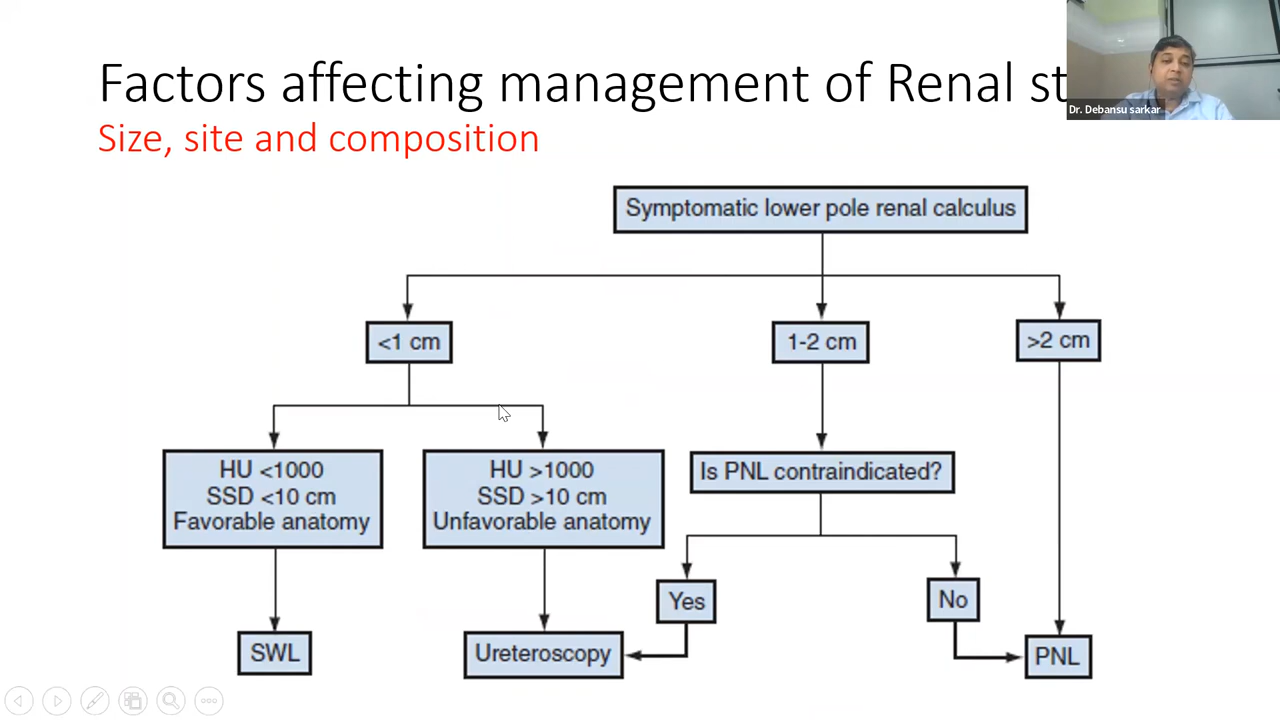 Factors affecting management of Renal st
Dr. Debansu sarkar
Size, site and composition
Symptomatic lower pole renal calculus
<1 cm
1-2 cm
>2 cm
HU <1000
SSD <10 cm
Favorable anatomy
HU >1000
SSD >10 cm
Unfavorable anatomy
Is PNL contraindicated?
Yes
No
SWL
Ureteroscopy
PNL